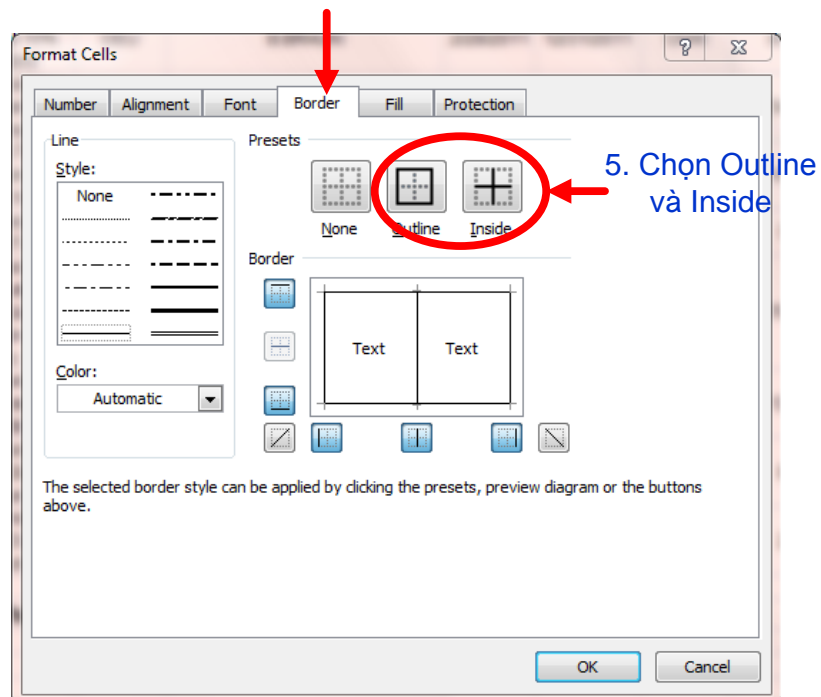 Format Cells
Number Alignment Font Border Fill Protection
Line
Style:
None
Presets
None Outline Inside
5. Chọn Outline
và Inside
Border
Text Text
Color:
Automatic
The selected border style can be applied by clicking the presets, preview diagram or the buttons
above.
OK Cancel